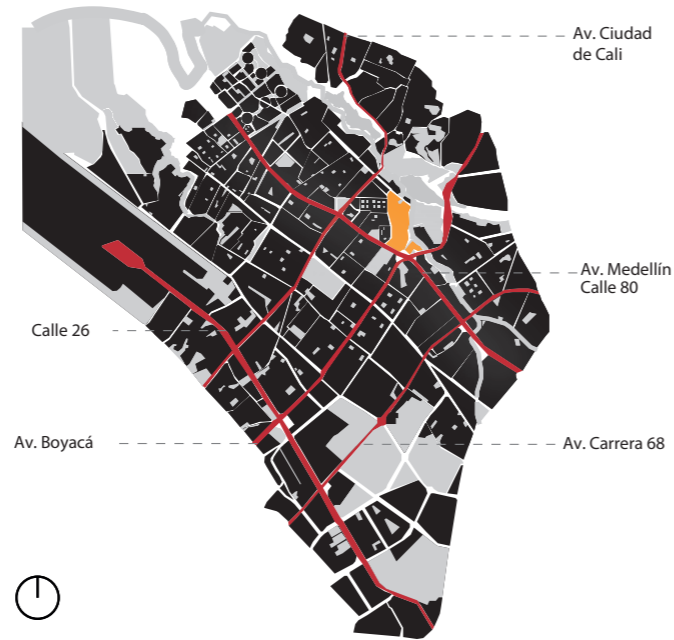 Av. Ciudad
de Cali
Av. Medellín
Calle 80
Calle 26
Av. Boyacá
Av. Carrera 68